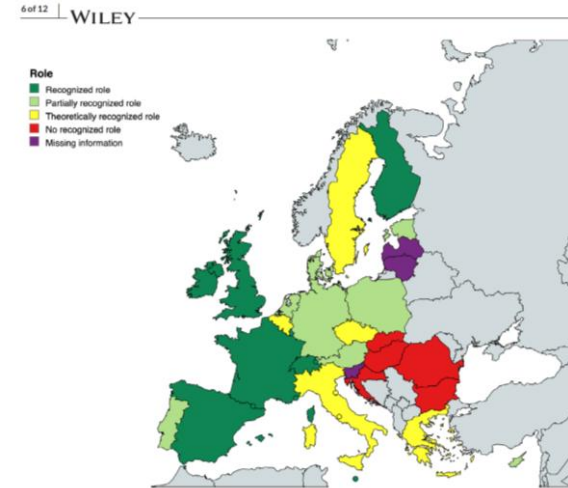 6 of 12 WILEY
Role
Recognized role
Partially recognized role
Theoretically recognized role
No recognized role
Missing information